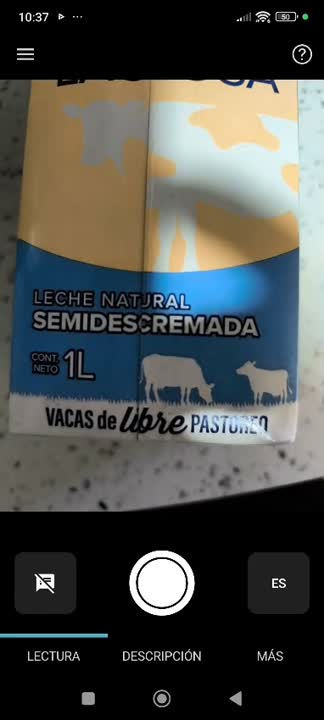 10:37
50
LECHE NATURAL
SEMIDESCREMADA
CONT. NETO 1L
VACAS de libre PASTOREO
ES
LECTURA DESCRIPCIÓN MÁS